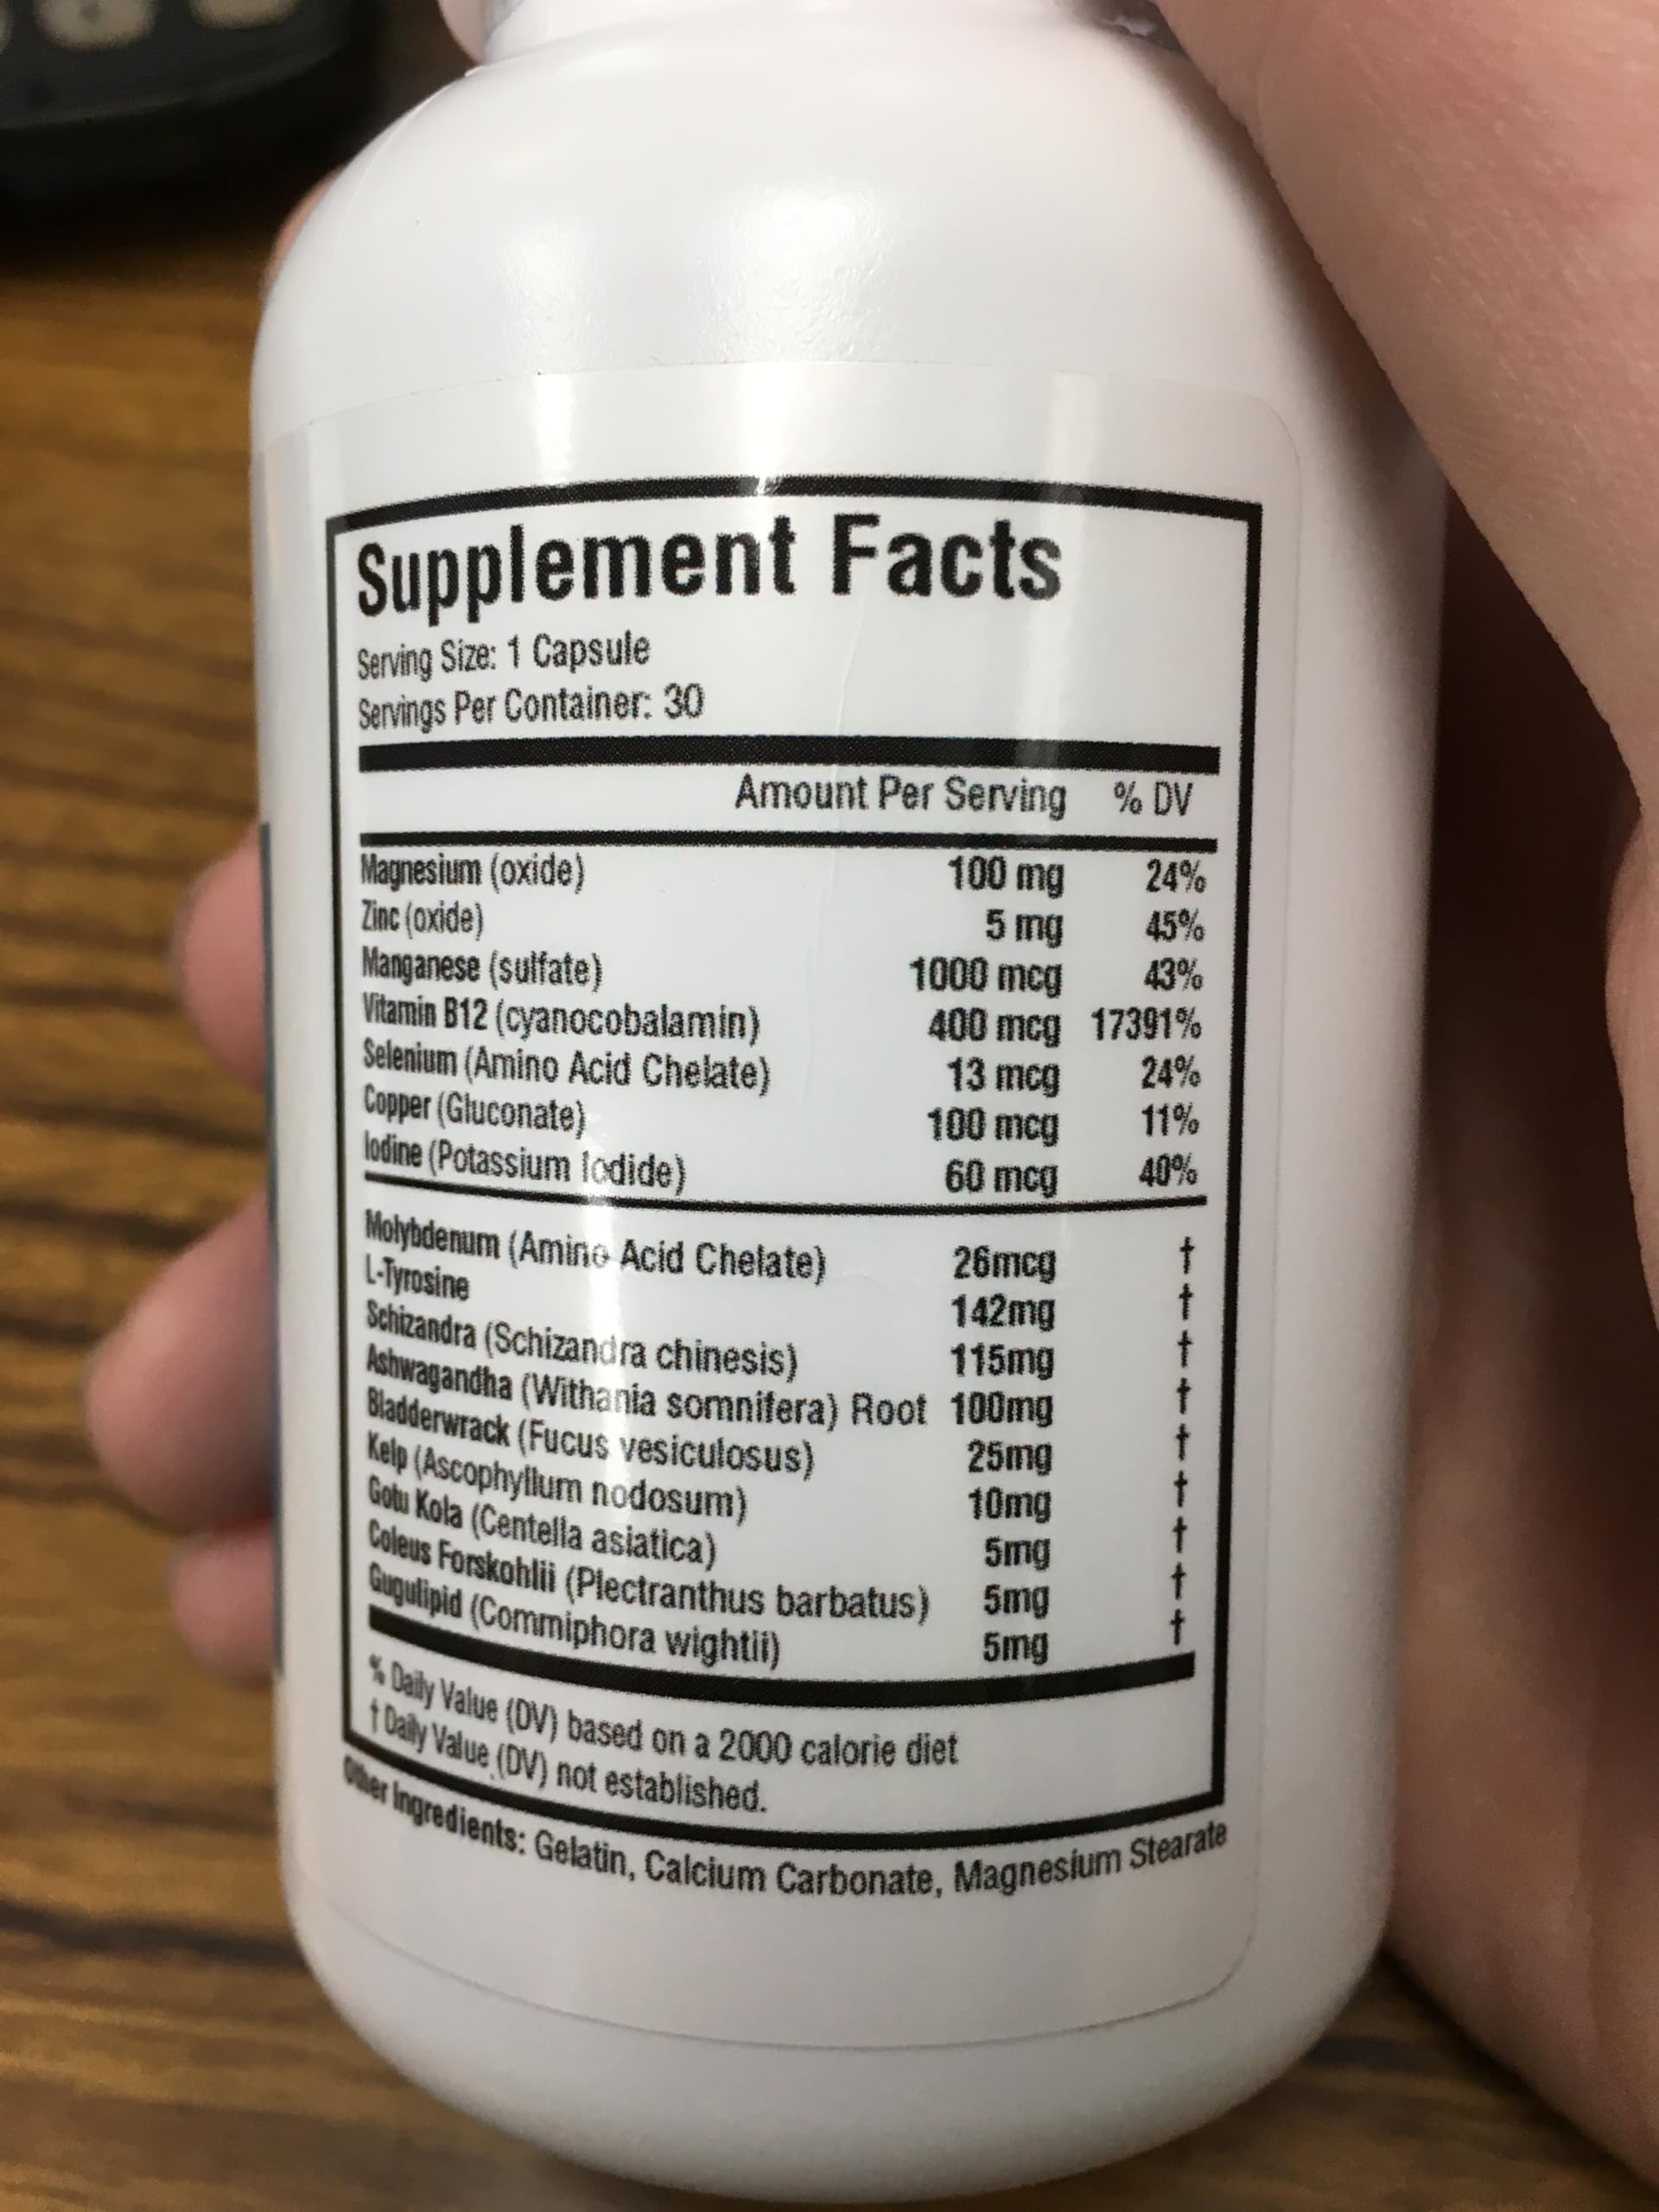 Supplement Facts
Serving Size: 1 Capsule
Servings Per Container: 30
Amount Per Serving % DV
Magnesium (oxide) 100 mg 24%
Zinc (oxide) 5 mg 45%
Manganese (sulfate) 1000 mcg 43%
Vitamin B12 (cyanocobalamin) 400 mcg 17391%
Selenium (Amino Acid Chelate) 13 mcg 24%
Copper (Gluconate) 100 mcg 11%
Iodine (Potassium Iodide) 60 mcg 40%
Molybdenum (Amino Acid Chelate) 26mcg †
L-Tyrosine 142mg †
Schizandra (Schizandra chinesis) 115mg †
Ashwagandha (Withania somnifera) Root 100mg †
Bladderwrack (Fucus vesiculosus) 25mg †
Kelp (Ascophyllum nodosum) 10mg †
Gotu Kola (Centella asiatica) 5mg †
Coleus Forskohlii (Plectranthus barbatus) 5mg †
Gugulipid (Commiphora wightii) 5mg †
% Daily Value (DV) based on a 2000 calorie diet
† Daily Value (DV) not established.
Other Ingredients: Gelatin, Calcium Carbonate, Magnesium Stearate